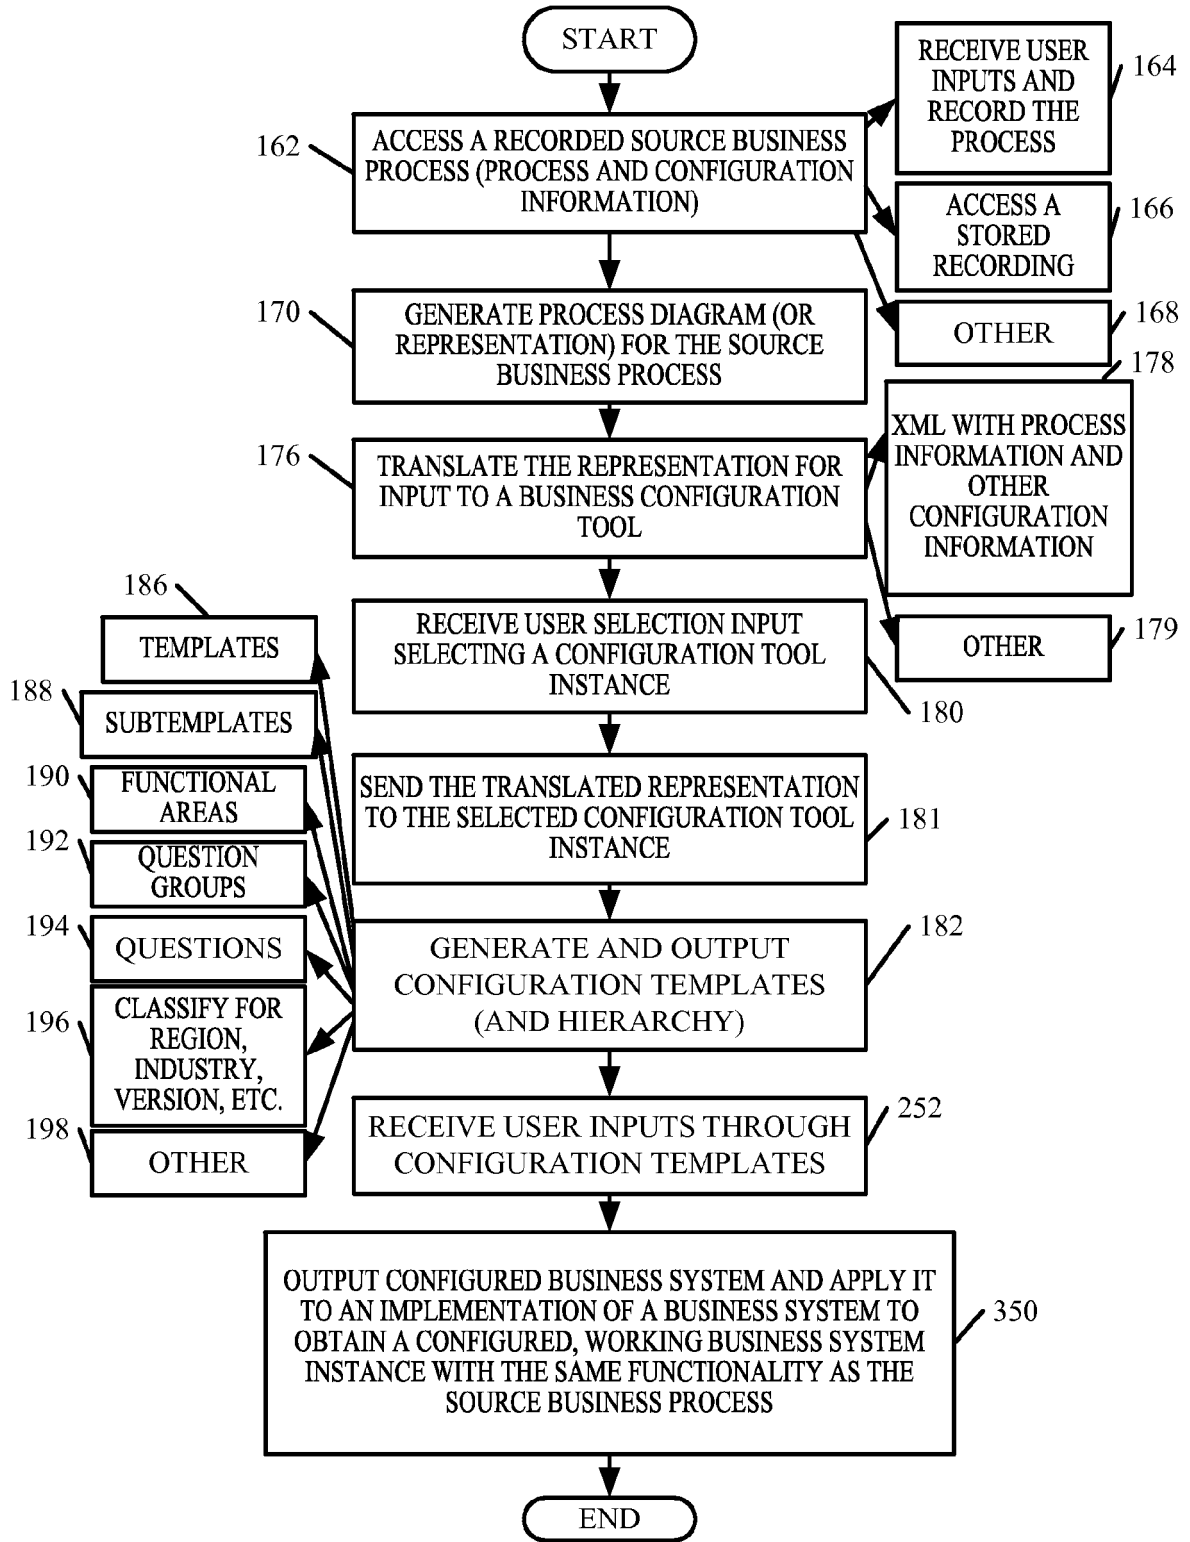 START
RECEIVE USER
INPUTS AND
RECORD THE
PROCESS
164
162
ACCESS A RECORDED SOURCE BUSINESS
PROCESS (PROCESS AND CONFIGURATION
INFORMATION)
ACCESS A
STORED
RECORDING
166
OTHER
168
170
GENERATE PROCESS DIAGRAM (OR
REPRESENTATION) FOR THE SOURCE
BUSINESS PROCESS
178
XML WITH PROCESS
INFORMATION AND
OTHER
CONFIGURATION
INFORMATION
176
TRANSLATE THE REPRESENTATION FOR
INPUT TO A BUSINESS CONFIGURATION
TOOL
OTHER
179
RECEIVE USER SELECTION INPUT
SELECTING A CONFIGURATION TOOL
INSTANCE
180
186
TEMPLATES
188
SUBTEMPLATES
190
FUNCTIONAL
AREAS
192
QUESTION
GROUPS
194
QUESTIONS
196
CLASSIFY FOR
REGION,
INDUSTRY,
VERSION, ETC.
198
OTHER
SEND THE TRANSLATED REPRESENTATION
TO THE SELECTED CONFIGURATION TOOL
INSTANCE
181
GENERATE AND OUTPUT
CONFIGURATION TEMPLATES
(AND HIERARCHY)
182
RECEIVE USER INPUTS THROUGH
CONFIGURATION TEMPLATES
252
OUTPUT CONFIGURED BUSINESS SYSTEM AND APPLY IT
TO AN IMPLEMENTATION OF A BUSINESS SYSTEM TO
OBTAIN A CONFIGURED, WORKING BUSINESS SYSTEM
INSTANCE WITH THE SAME FUNCTIONALITY AS THE
SOURCE BUSINESS PROCESS
350
END